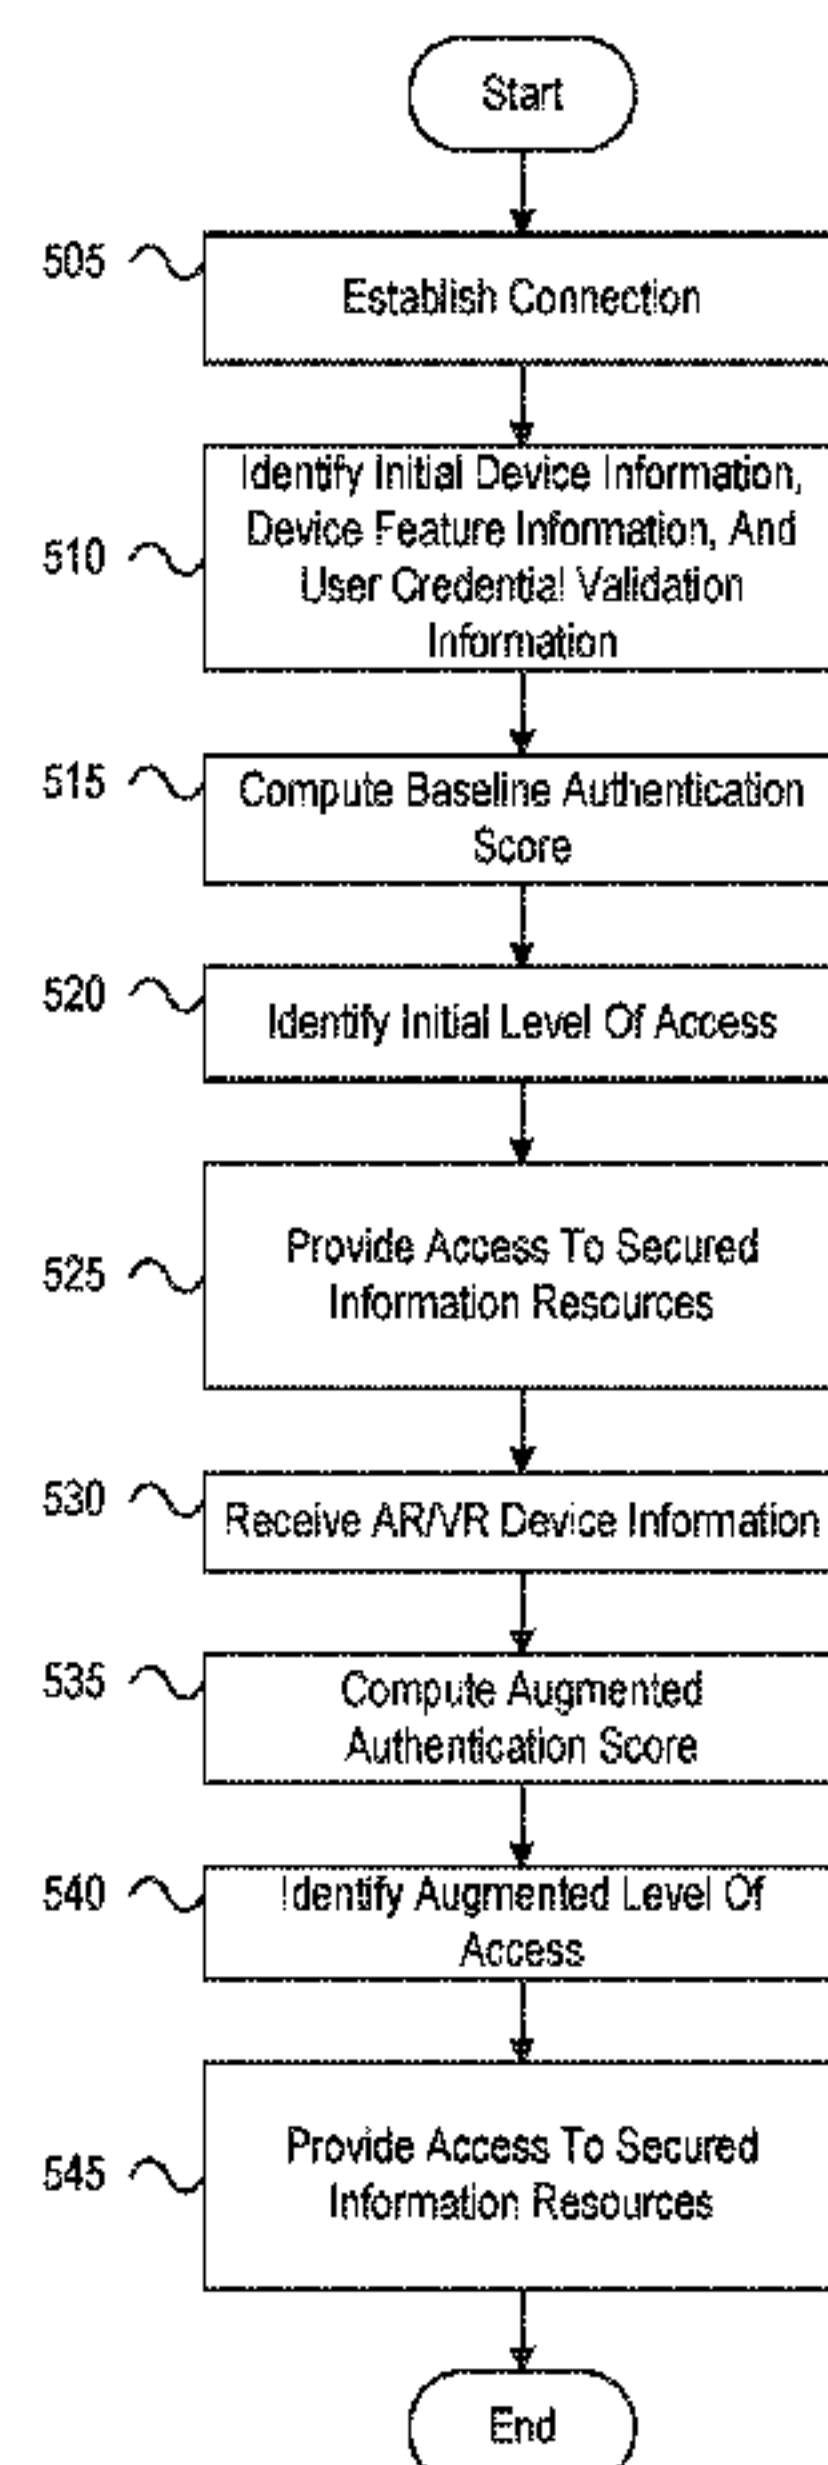 Start
505
Establish Connection
510
Identify Initial Device Information,
Device Feature Information, And
User Credential Validation
Information
515
Compute Baseline Authentication
Score
520
Identify Initial Level Of Access
525
Provide Access To Secured
Information Resources
530
Receive AR/VR Device Information
535
Compute Augmented
Authentication Score
540
Identify Augmented Level Of
Access
545
Provide Access To Secured
Information Resources
End